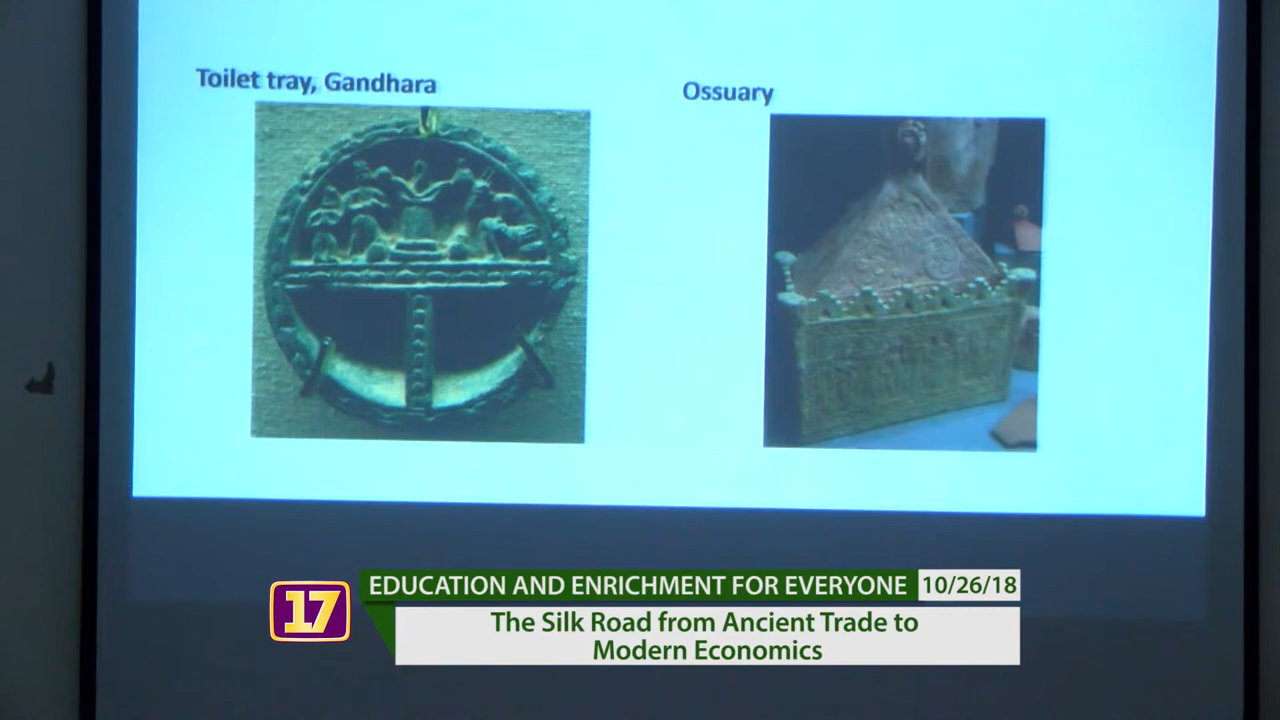 Toilet tray, Gandhara
Ossuary
17
EDUCATION AND ENRICHMENT FOR EVERYONE
10/26/18
The Silk Road from Ancient Trade to
Modern Economics